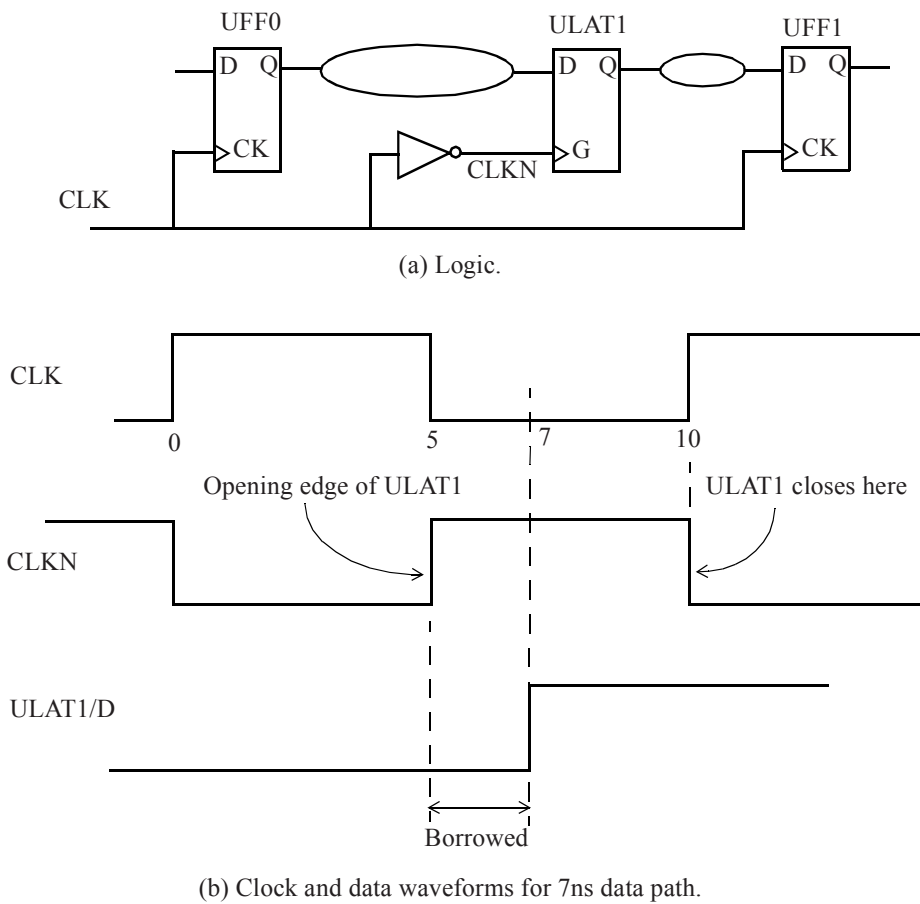 UFF0 ULAT1 UFF1
D Q D Q D Q
CK G CK
CLKN
CLK
(a) Logic.
CLK
0 5 7 10
Opening edge of ULAT1 ULAT1 closes here
CLKN
ULAT1/D
Borrowed
(b) Clock and data waveforms for 7ns data path.